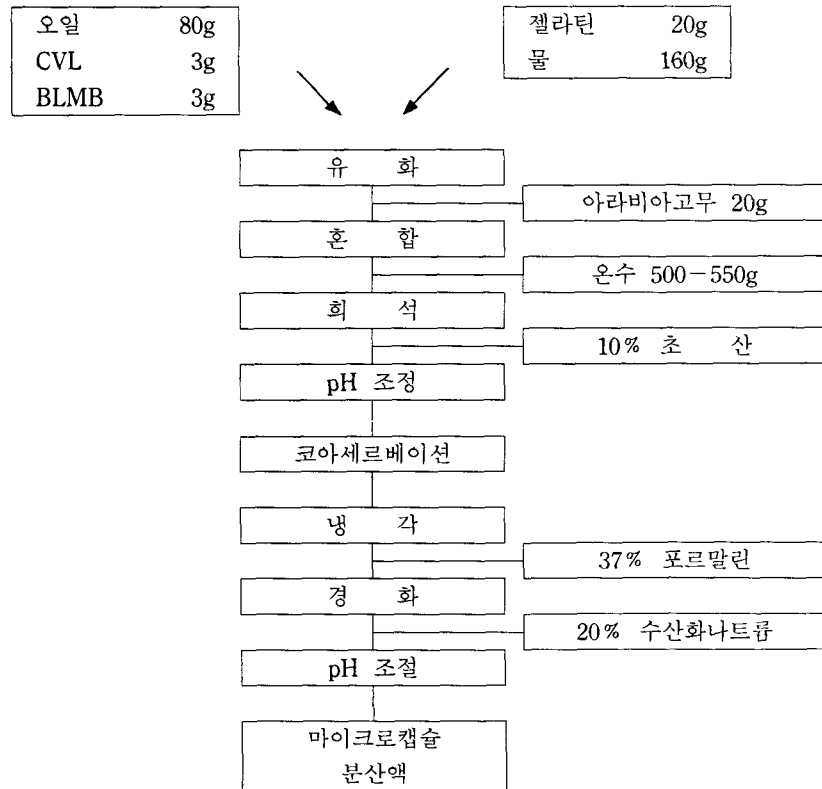 오일 80g
CVL 3g
BLMB 3g
젤라틴 20g
물 160g
유 화
아라비아고무 20g
혼 합
온수 500-550g
희 석
10% 초 산
pH 조정
코아세르베이션
냉 각
37% 포르말린
경 화
20% 수산화나트륨
pH 조절
마이크로캡슐
분산액